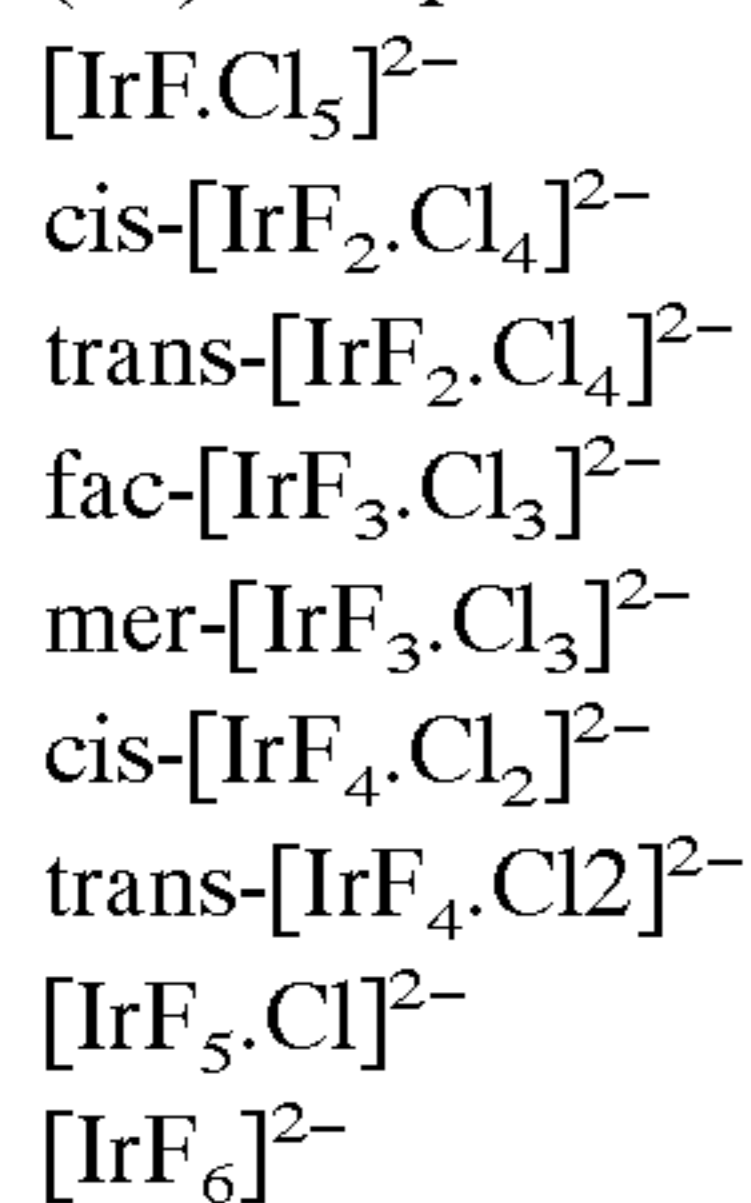 [IrF.Cl₅]²⁻
cis-[IrF₂.Cl₄]²⁻
trans-[IrF₂.Cl₄]²⁻
fac-[IrF₃.Cl₃]²⁻
mer-[IrF₃.Cl₃]²⁻
cis-[IrF₄.Cl₂]²⁻
trans-[IrF₄.Cl2]²⁻
[IrF₅.Cl]²⁻
[IrF₆]²⁻